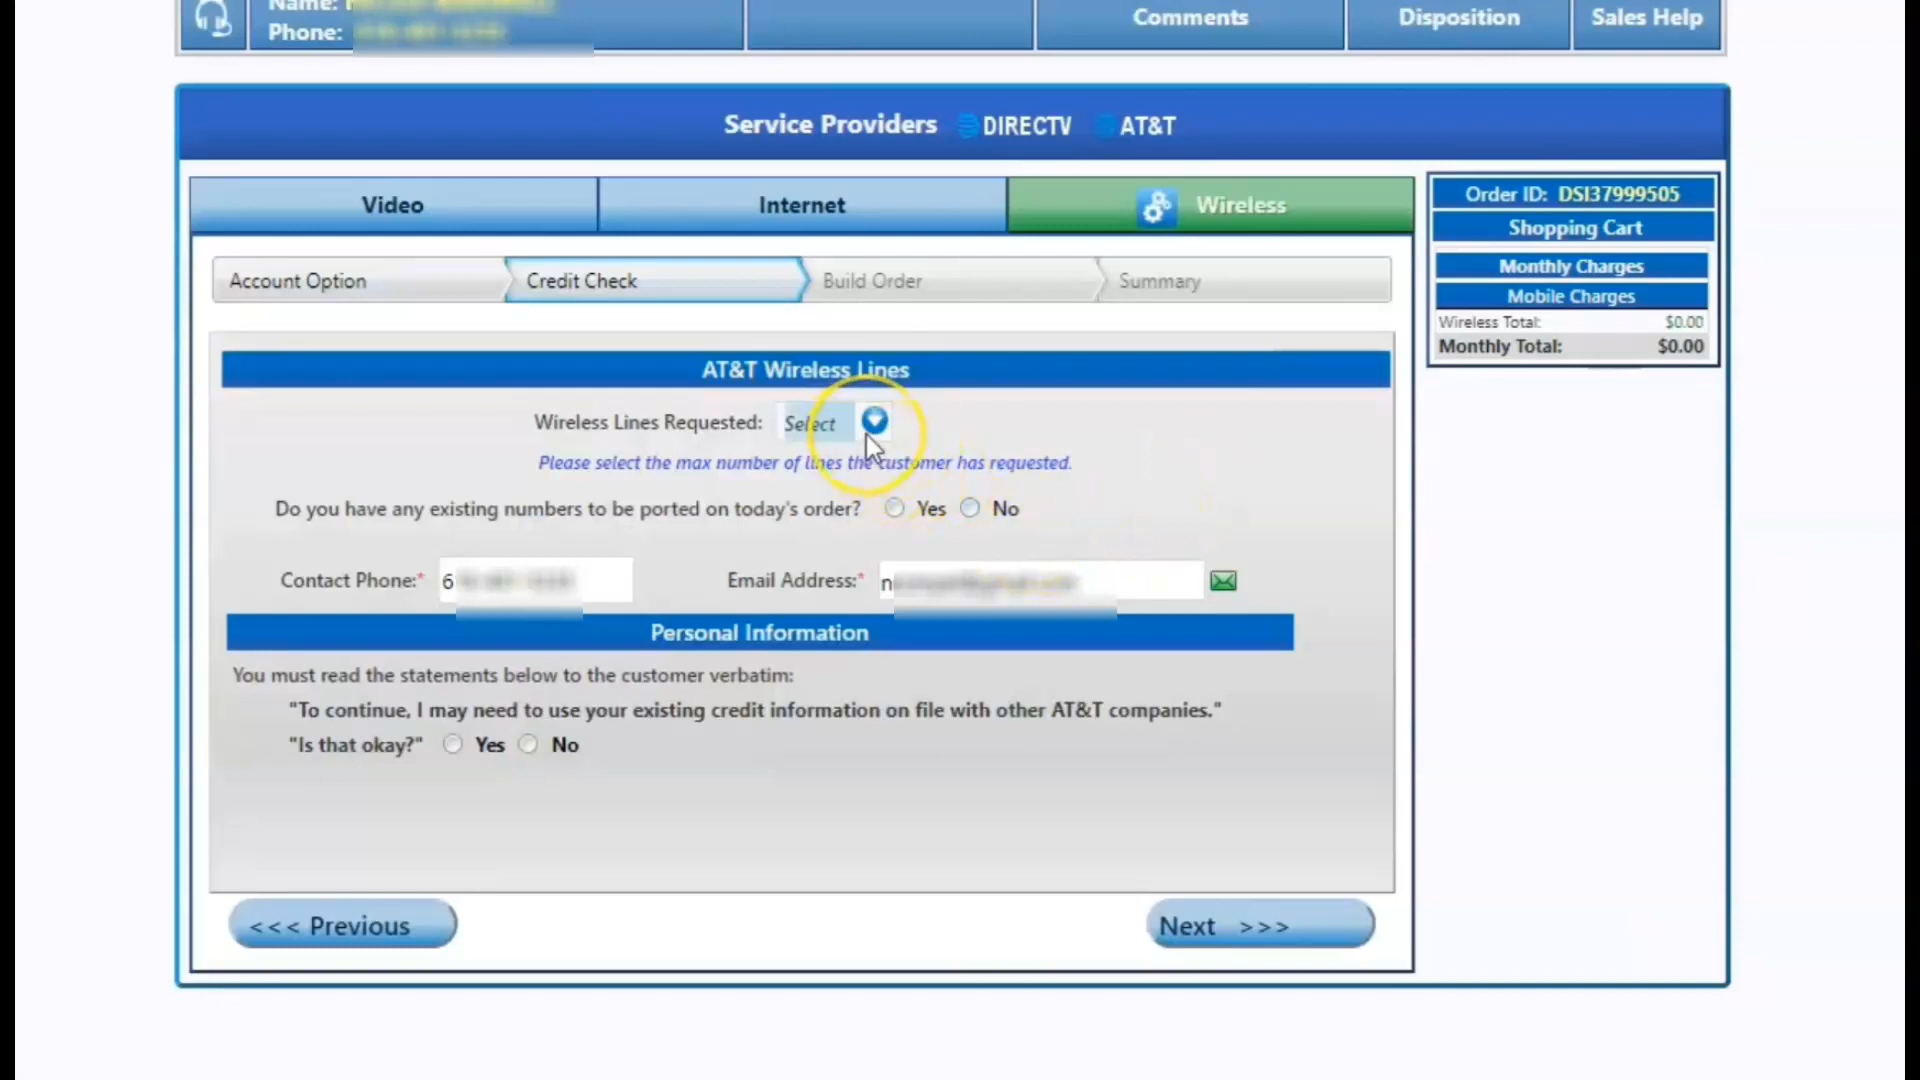 Name:
Phone:
Comments
Disposition
Sales Help
Service Providers DIRECTV AT&T
Video
Internet
Wireless
Order ID: DSI37999505
Shopping Cart
Monthly Charges
Mobile Charges
Wireless Total: $0.00
Monthly Total: $0.00
Account Option
Credit Check
Build Order
Summary
AT&T Wireless Lines
Wireless Lines Requested: Select
Please select the max number of lines the customer has requested.
Do you have any existing numbers to be ported on today's order? Yes No
Contact Phone:* 6
Email Address:* n
Personal Information
You must read the statements below to the customer verbatim:
"To continue, I may need to use your existing credit information on file with other AT&T companies."
"Is that okay?" Yes No
<<< Previous
Next >>>